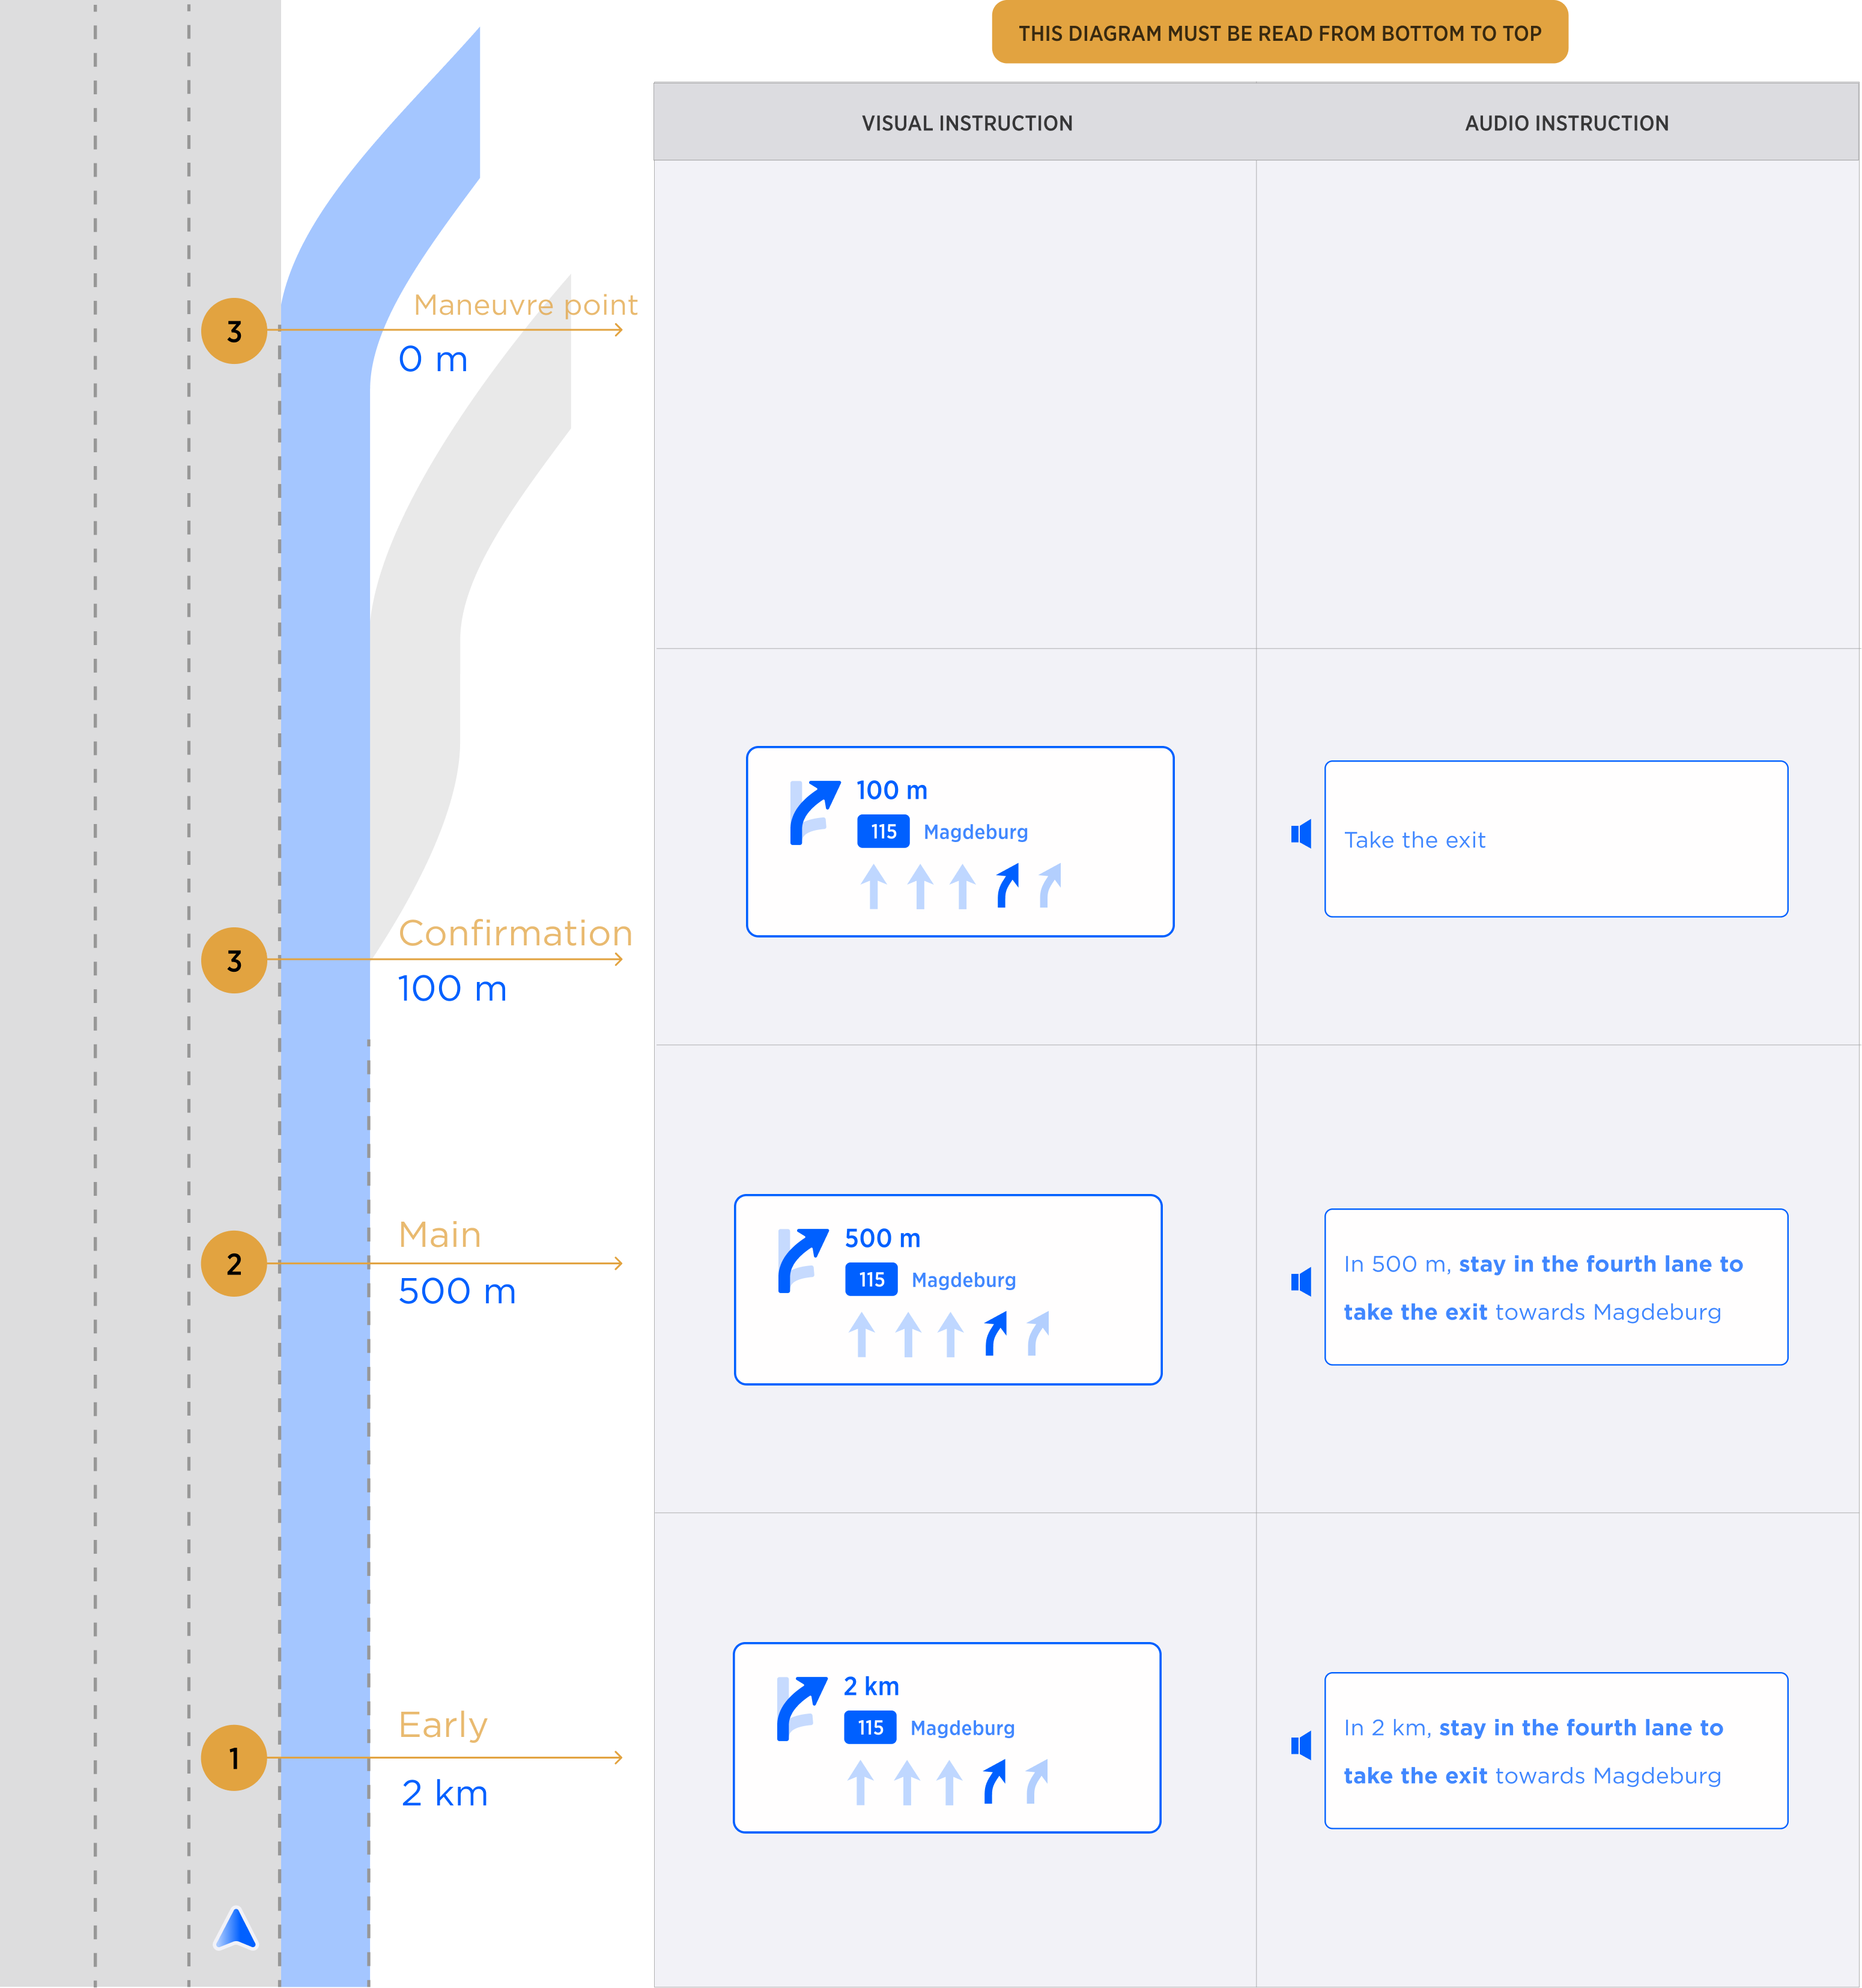 THIS DIAGRAM MUST BE READ FROM BOTTOM TO TOP
VISUAL INSTRUCTION
AUDIO INSTRUCTION
Maneuvre point
3
0 m
100 m
115 Magdeburg
Take the exit
Confirmation
3
100 m
Main
2
500 m
500 m
115 Magdeburg
In 500 m, stay in the fourth lane to
take the exit towards Magdeburg
Early
1
2 km
2 km
115 Magdeburg
In 2 km, stay in the fourth lane to
take the exit towards Magdeburg